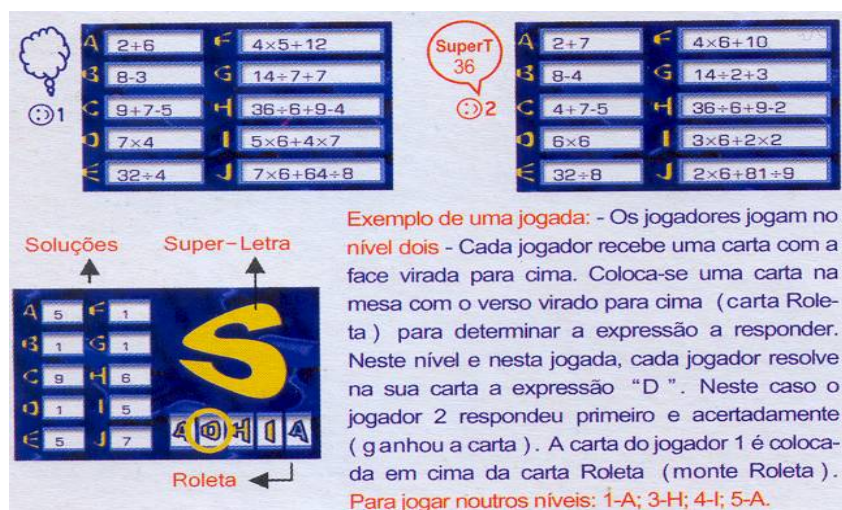 A 2+6 F 4×5+12
B 8-3 G 14÷7+7
C 9+7-5 H 36÷6+9-4
D 7×4 I 5×6+4×7
E 32÷4 J 7×6+64÷8
1
SuperT
36
2
A 2+7 F 4×6+10
B 8-4 G 14÷2+3
C 4+7-5 H 36÷6+9-2
D 6×6 I 3×6+2×2
E 32÷8 J 2×6+81÷9
Soluções Super-Letra
A 5 F 1
B 1 G 1
C 9 H 6
D 1 I 5
E 5 J 7
S
A D H I A
Roleta
Exemplo de uma jogada: - Os jogadores jogam no
nível dois - Cada jogador recebe uma carta com a
face virada para cima. Coloca-se uma carta na
mesa com o verso virado para cima (carta Role-
ta) para determinar a expressão a responder.
Neste nível e nesta jogada, cada jogador resolve
na sua carta a expressão "D". Neste caso o
jogador 2 respondeu primeiro e acertadamente
(ganhou a carta). A carta do jogador 1 é coloca-
da em cima da carta Roleta (monte Roleta).
Para jogar noutros níveis: 1-A; 3-H; 4-I; 5-A.